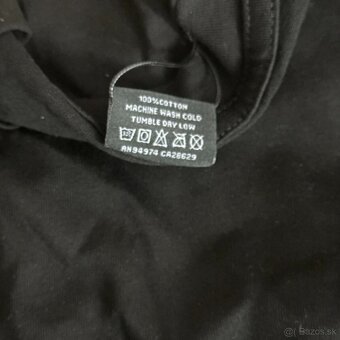 100%COTTON
MACHINE WASH COLD
TUMBLE DRY LOW
RN94974 CA28629
Bazos.sk